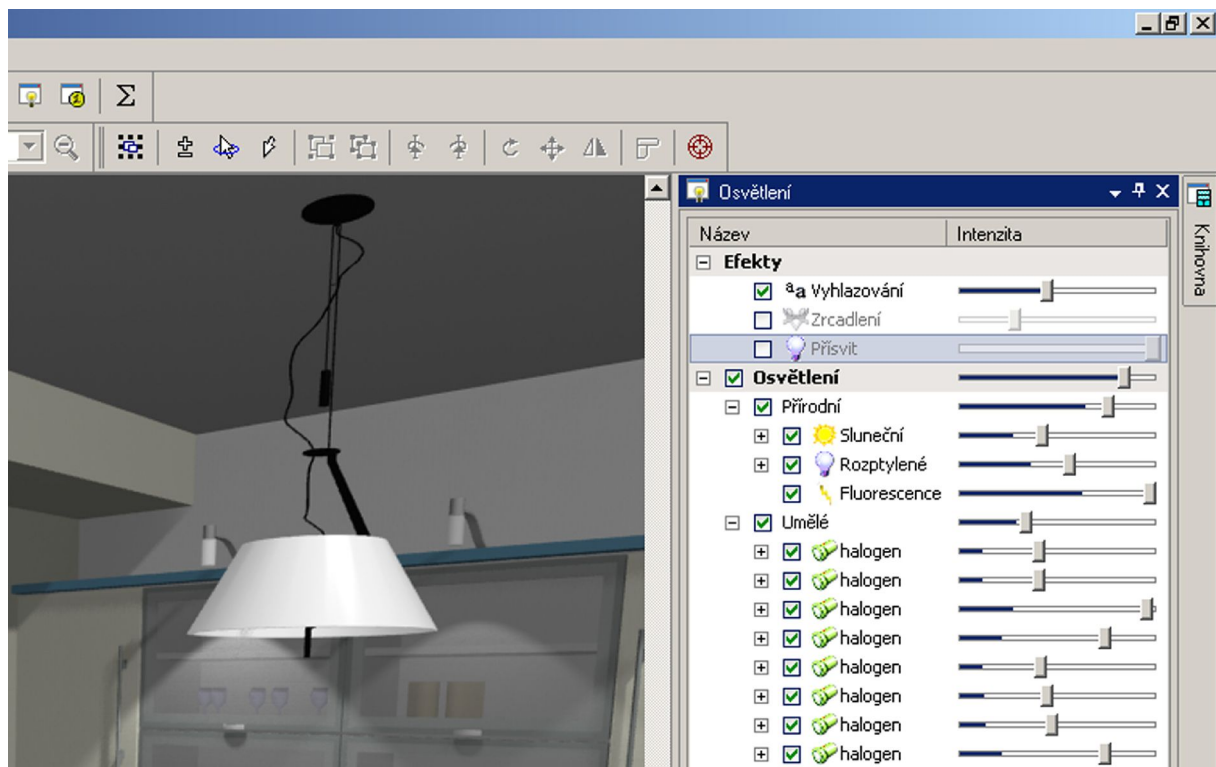 Σ
Osvětlení
Knihovna
Název Intenzita
Efekty
ªa Vyhlazování
Zrcadlení
Přísvit
Osvětlení
Přírodní
Sluneční
Rozptylené
Fluorescence
Umělé
halogen
halogen
halogen
halogen
halogen
halogen
halogen
halogen